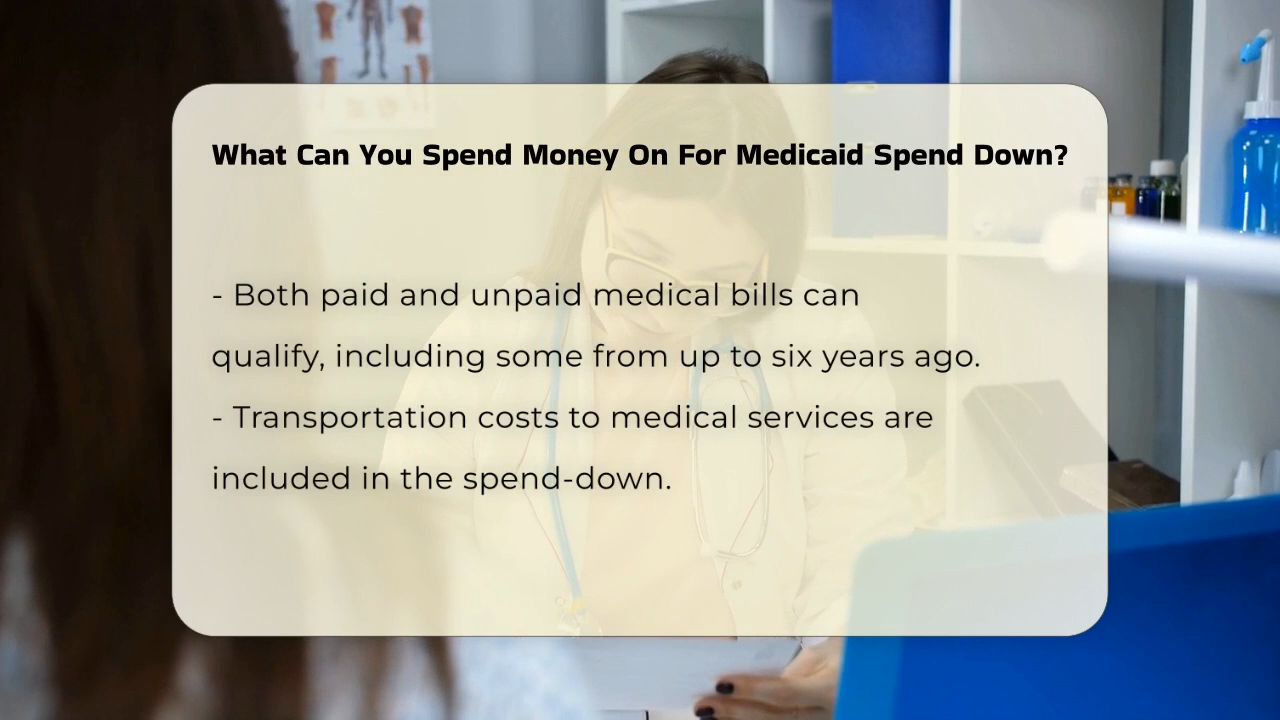 What Can You Spend Money On For Medicaid Spend Down?
- Both paid and unpaid medical bills can
qualify, including some from up to six years ago.
- Transportation costs to medical services are
included in the spend-down.